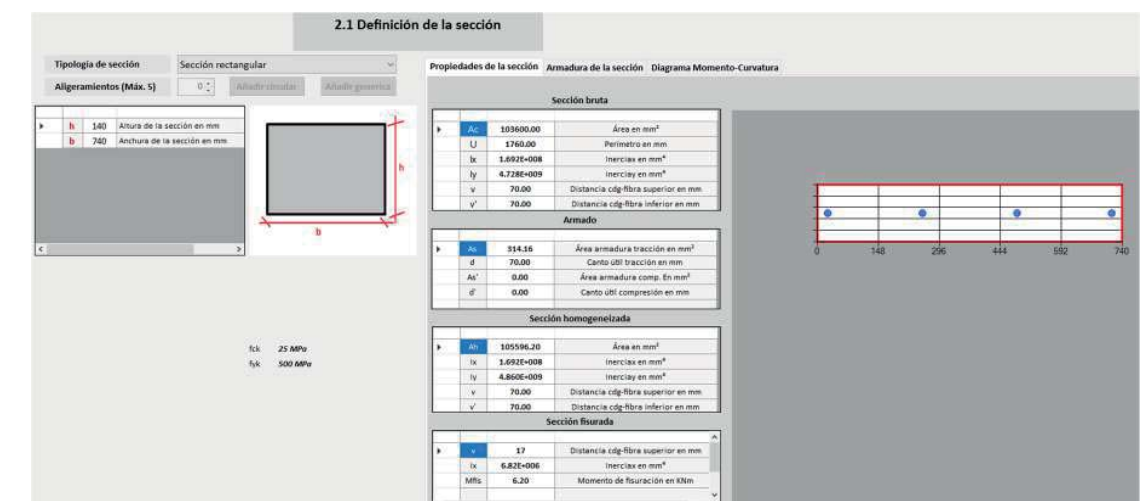 2.1 Definición de la sección
Tipología de sección Sección rectangular
Aligeramientos (Máx. 5) 0 Añadir circular Añadir generica
h 140 Altura de la sección en mm
b 740 Anchura de la sección en mm
h
b
fck 25 MPa
fyk 500 MPa
Propiedades de la sección Armadura de la sección Diagrama Momento-Curvatura
Sección bruta
Ac 103600.00 Área en mm²
U 1760.00 Perímetro en mm
Ix 1.692E+008 Inerciax en mm⁴
Iy 4.728E+009 Inerciay en mm⁴
v 70.00 Distancia cdg-fibra superior en mm
v' 70.00 Distancia cdg-fibra inferior en mm
Armado
As 314.16 Área armadura tracción en mm²
d 70.00 Canto útil tracción en mm
As' 0.00 Área armadura comp. En mm²
d' 0.00 Canto útil compresión en mm
Sección homogeneizada
Ah 105596.20 Área en mm²
Ix 1.692E+008 Inerciax en mm⁴
Iy 4.860E+009 Inerciay en mm⁴
v 70.00 Distancia cdg-fibra superior en mm
v' 70.00 Distancia cdg-fibra inferior en mm
Sección fisurada
v 17 Distancia cdg-fibra superior en mm
Ix 6.82E+006 Inerciax en mm⁴
Mfis 6.20 Momento de fisuración en KNm
0 148 296 444 592 740